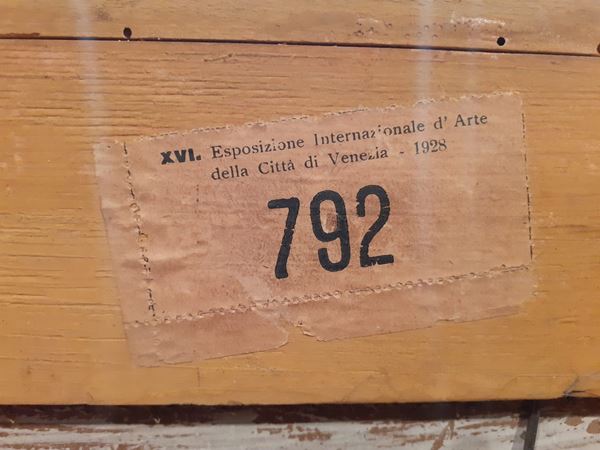 XVI. Esposizione Internazionale d' Arte
della Città di Venezia - 1928
792